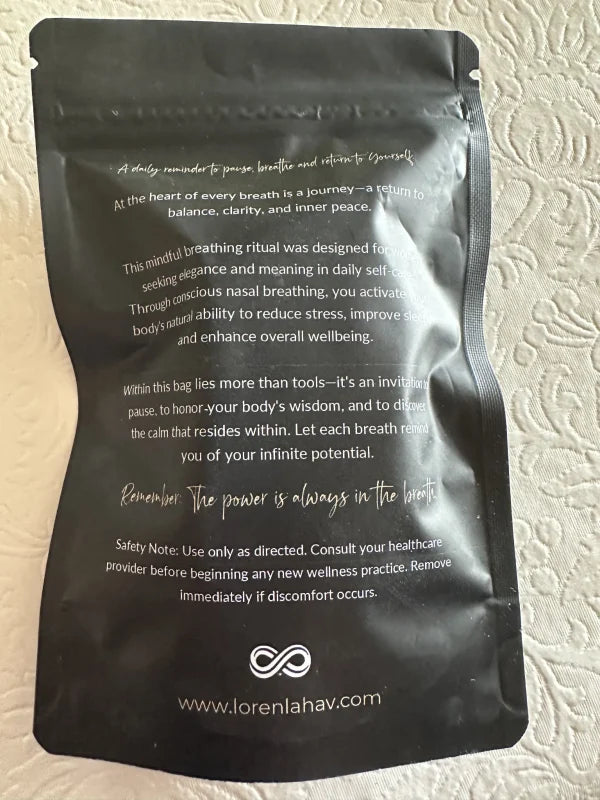 A daily reminder to pause, breathe and return to yourself.
At the heart of every breath is a journey—a return to
balance, clarity, and inner peace.
This mindful breathing ritual was designed for
seeking elegance and meaning in daily self-care.
Through conscious nasal breathing, you activate
body's natural ability to reduce stress, improve sleep
and enhance overall wellbeing.
Within this bag lies more than tools—it's an invitation to
pause, to honor-your body's wisdom, and to discover
the calm that resides within. Let each breath remind
you of your infinite potential.
Remember: The power is always in the breath.
Safety Note: Use only as directed. Consult your healthcare
provider before beginning any new wellness practice. Remove
immediately if discomfort occurs.
www.lorenlahav.com